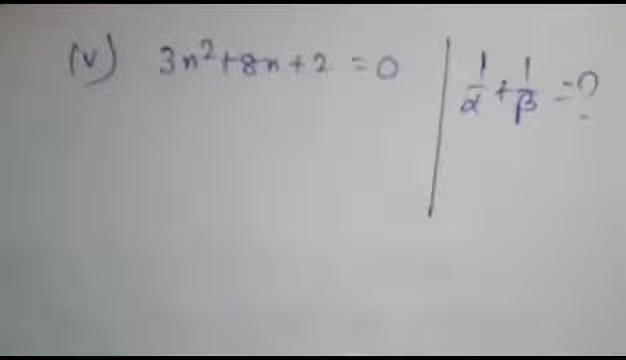 (v) 3n²+8n+2 = 0 | 1/α + 1/β = ?